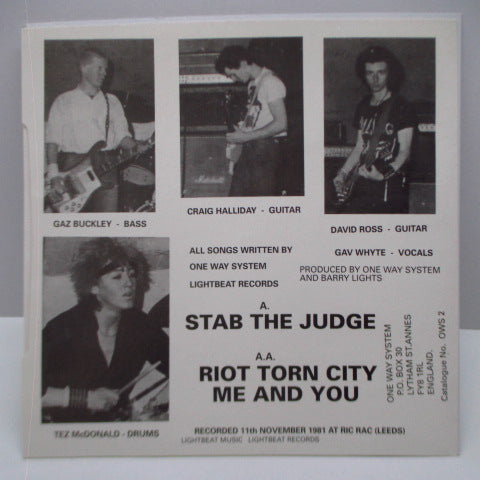 GAZ BUCKLEY - BASS
CRAIG HALLIDAY - GUITAR
DAVID ROSS - GUITAR
GAV WHYTE - VOCALS
ALL SONGS WRITTEN BY
ONE WAY SYSTEM
LIGHTBEAT RECORDS
PRODUCED BY ONE WAY SYSTEM
AND BARRY LIGHTS
A.
STAB THE JUDGE
A.A.
RIOT TORN CITY
ME AND YOU
ONE WAY SYSTEM
P.O. BOX 30
LYTHAM ST.ANNES
FY8 1RL
ENGLAND.
Catalogue No. OWS 2
TEZ McDONALD - DRUMS
RECORDED 11th NOVEMBER 1981 AT RIC RAC (LEEDS)
LIGHTBEAT MUSIC LIGHTBEAT RECORDS
Marshall